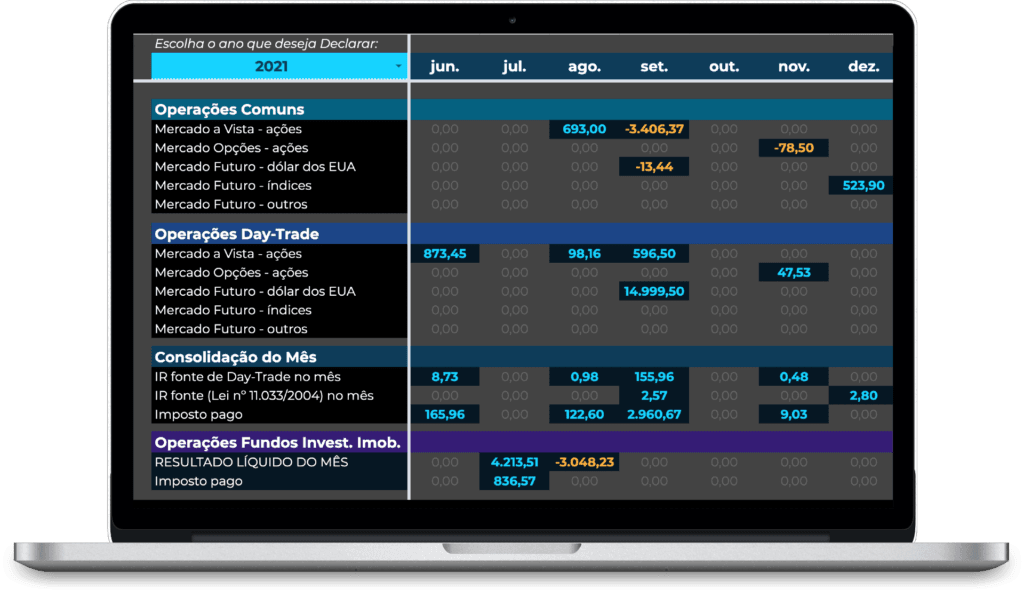 Escolha o ano que deseja Declarar:
2021 jun. jul. ago. set. out. nov. dez.
Operações Comuns
Mercado a Vista - ações 0,00 0,00 693,00 -3.406,37 0,00 0,00 0,00
Mercado Opções - ações 0,00 0,00 0,00 0,00 0,00 -78,50 0,00
Mercado Futuro - dólar dos EUA 0,00 0,00 0,00 -13,44 0,00 0,00 0,00
Mercado Futuro - índices 0,00 0,00 0,00 0,00 0,00 0,00 523,90
Mercado Futuro - outros 0,00 0,00 0,00 0,00 0,00 0,00 0,00
Operações Day-Trade
Mercado a Vista - ações 873,45 0,00 98,16 596,50 0,00 0,00 0,00
Mercado Opções - ações 0,00 0,00 0,00 0,00 0,00 47,53 0,00
Mercado Futuro - dólar dos EUA 0,00 0,00 0,00 14.999,50 0,00 0,00 0,00
Mercado Futuro - índices 0,00 0,00 0,00 0,00 0,00 0,00 0,00
Mercado Futuro - outros 0,00 0,00 0,00 0,00 0,00 0,00 0,00
Consolidação do Mês
IR fonte de Day-Trade no mês 8,73 0,00 0,98 155,96 0,00 0,48 0,00
IR fonte (Lei nº 11.033/2004) no mês 0,00 0,00 0,00 2,57 0,00 0,00 2,80
Imposto pago 165,96 0,00 122,60 2.960,67 0,00 9,03 0,00
Operações Fundos Invest. Imob.
RESULTADO LÍQUIDO DO MÊS 0,00 4.213,51 -3.048,23 0,00 0,00 0,00 0,00
Imposto pago 0,00 836,57 0,00 0,00 0,00 0,00 0,00